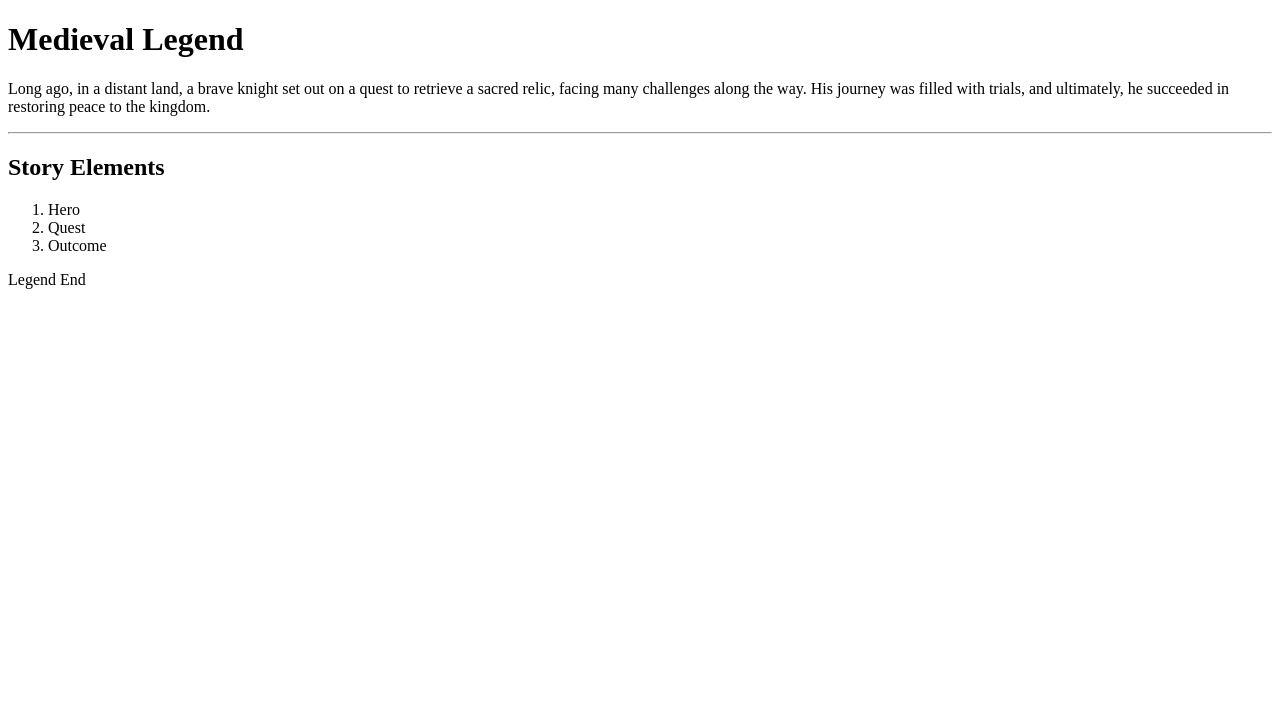 Medieval Legend
Long ago, in a distant land, a brave knight set out on a quest to retrieve a sacred relic, facing many challenges along the way. His journey was filled with trials, and ultimately, he succeeded in
restoring peace to the kingdom.
Story Elements
1. Hero
2. Quest
3. Outcome
Legend End